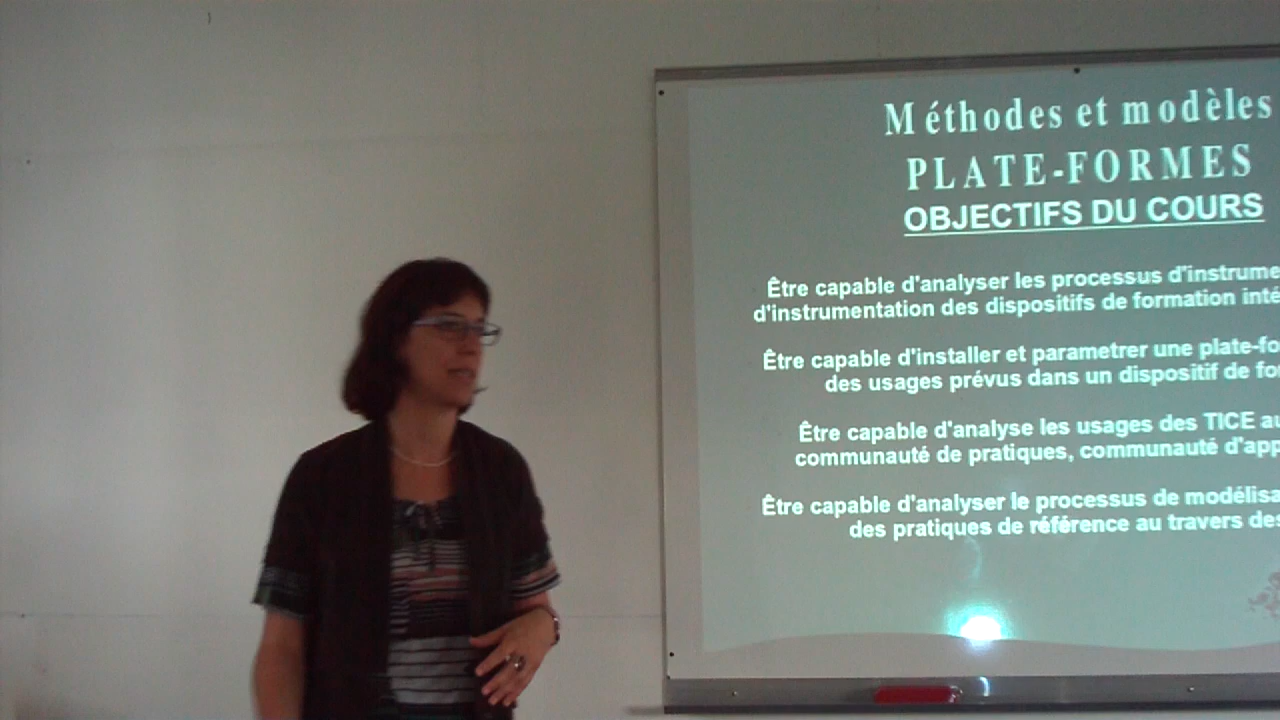 Méthodes et modèles
PLATE-FORMES
OBJECTIFS DU COURS
Être capable d'analyser les processus d'instrume
d'instrumentation des dispositifs de formation inté
Être capable d'installer et parametrer une plate-fo
des usages prévus dans un dispositif de fo
Être capable d'analyse les usages des TICE au
communauté de pratiques, communauté d'app
Être capable d'analyser le processus de modélisa
des pratiques de référence au travers des